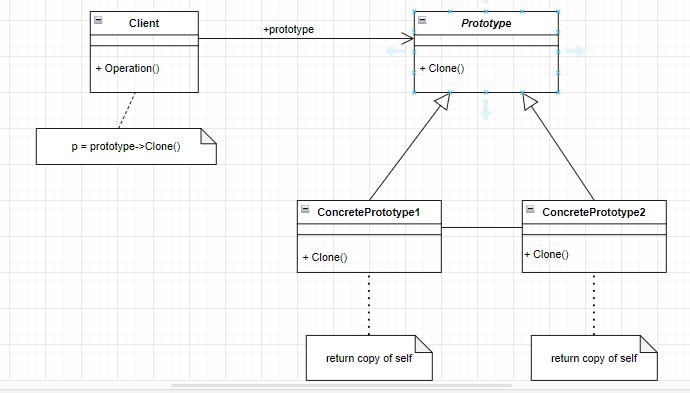 Client
+prototype
Prototype
+ Operation()
+ Clone()
p = prototype->Clone()
ConcretePrototype1
ConcretePrototype2
+ Clone()
+ Clone()
return copy of self
return copy of self